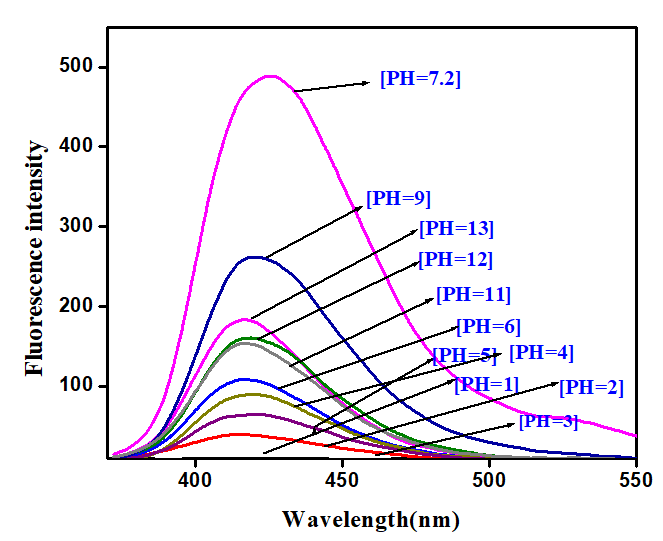 500
400
300
200
100
Fluorescence intensity
[PH=7.2]
[PH=9]
[PH=13]
[PH=12]
[PH=11]
[PH=6]
[PH=5]
[PH=4]
[PH=1]
[PH=2]
[PH=3]
400
450
500
550
Wavelength(nm)